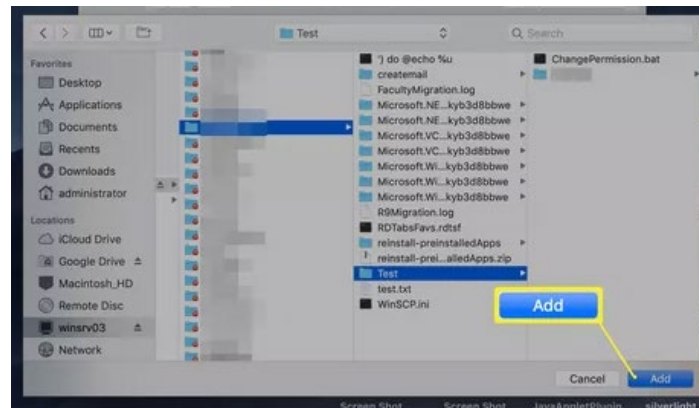 Test
Search
Favorites
Desktop
Applications
Documents
Recents
Downloads
administrator
Locations
iCloud Drive
Google Drive
Macintosh_HD
Remote Disc
winsrv03
Network
') do @echo %u
createmail
FacultyMigration.log
Microsoft.NE...kyb3d8bbwe
Microsoft.NE...kyb3d8bbwe
Microsoft.VC...kyb3d8bbwe
Microsoft.VC...kyb3d8bbwe
Microsoft.Wi...kyb3d8bbwe
Microsoft.Wi...kyb3d8bbwe
Microsoft.Wi...kyb3d8bbwe
R9Migration.log
RDTabsFavs.rdtsf
reinstall-preinstalledApps
reinstall-prei...alledApps.zip
Test
test.txt
WinSCP.ini
ChangePermission.bat
Add
Cancel
Add
Screen Shot
Screen Shot
JavaAppletPlugin
silverlight